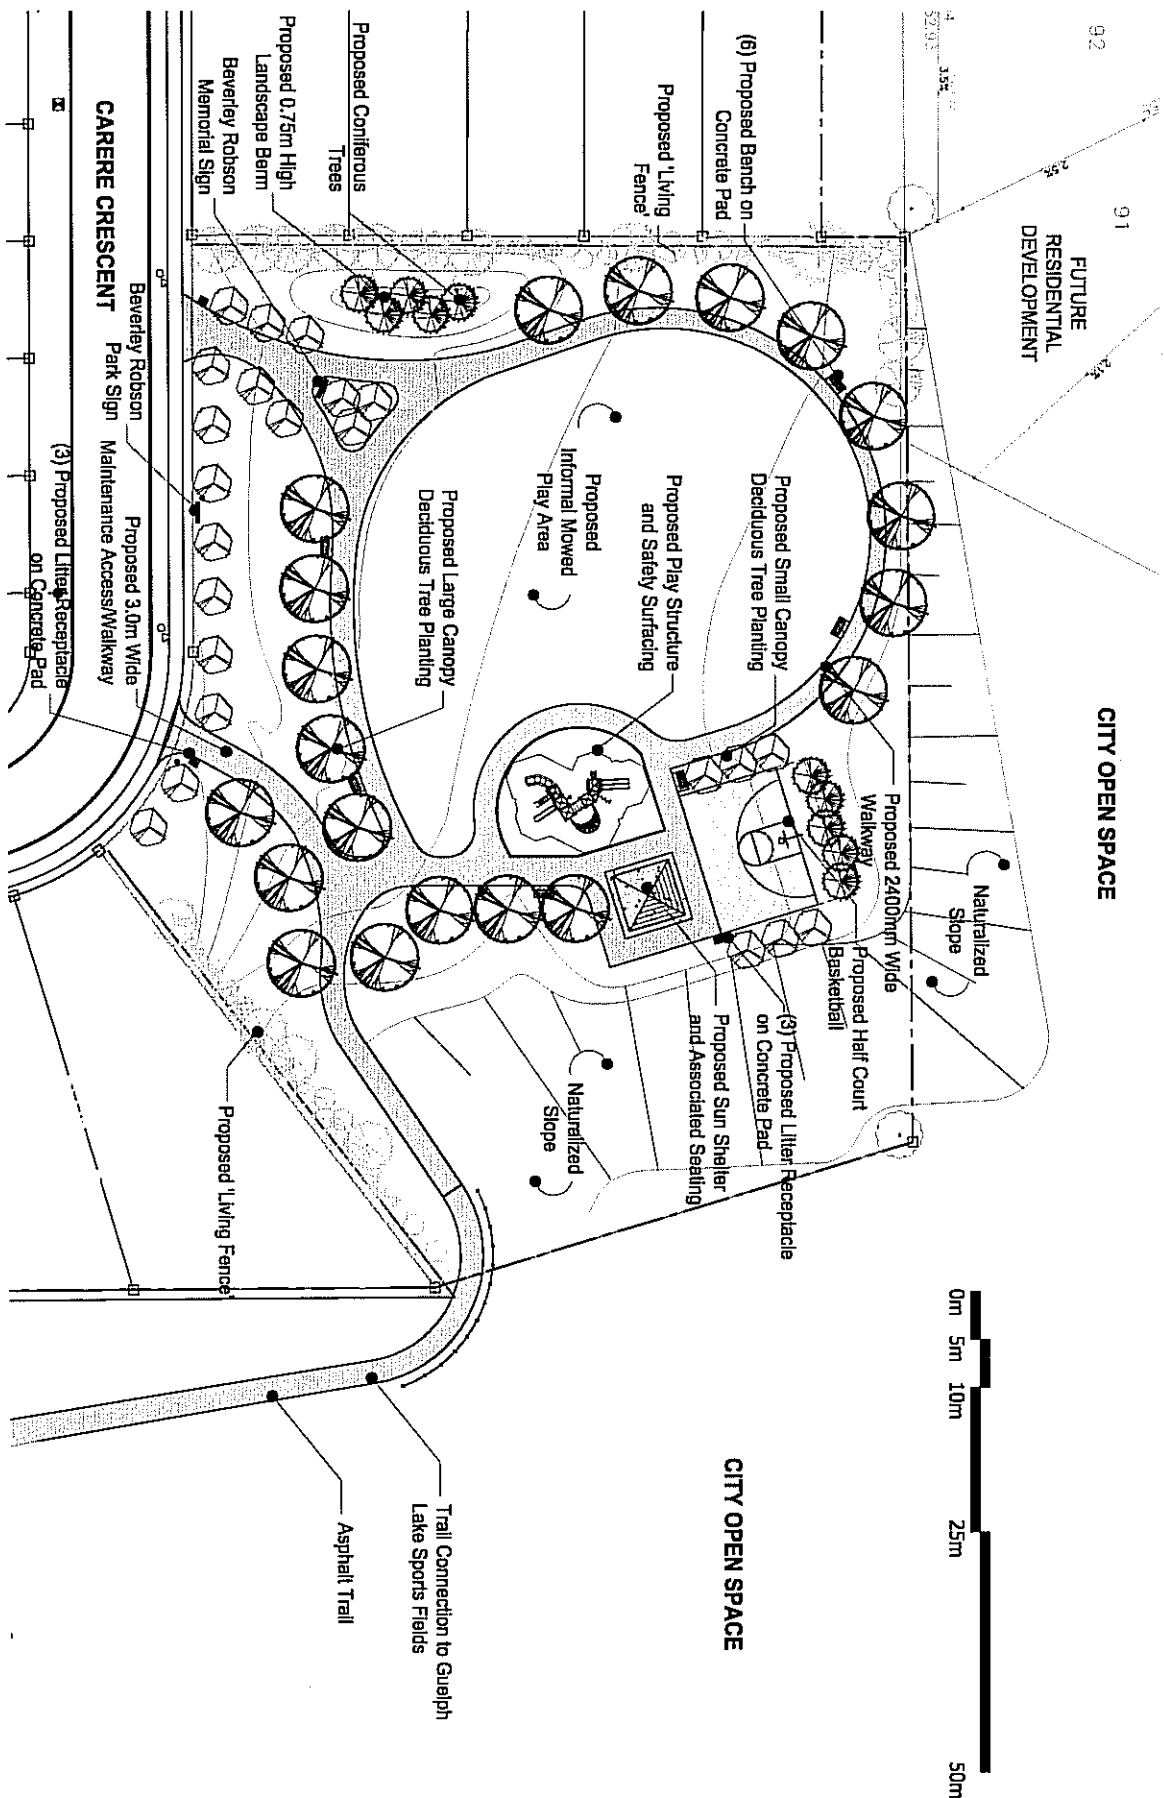 92
91
52.93
3.5%
2.5%
FUTURE
RESIDENTIAL
DEVELOPMENT
CITY OPEN SPACE
(6) Proposed Bench on
Concrete Pad
Proposed 'Living
Fence'
Proposed Coniferous
Trees
Proposed 0.75m High
Landscape Berm
Beverley Robson
Memorial Sign
CARERE CRESCENT
Beverley Robson
Park Sign
Proposed 3.0m Wide
Maintenance Access/Walkway
(3) Proposed Litter Receptacle
on Concrete Pad
Proposed
Informal Mowed
Play Area
Proposed Large Canopy
Deciduous Tree Planting
Proposed Small Canopy
Deciduous Tree Planting
Proposed Play Structure
and Safety Surfacing
Proposed 2400mm Wide
Walkway
Proposed Half Court
Basketball
(3) Proposed Litter Receptacle
on Concrete Pad
Proposed Sun Shelter
and Associated Seating
Naturalized
Slope
Naturalized
Slope
Proposed 'Living Fence'
0m 5m 10m 25m 50m
CITY OPEN SPACE
Trail Connection to Guelph
Lake Sports Fields
Asphalt Trail